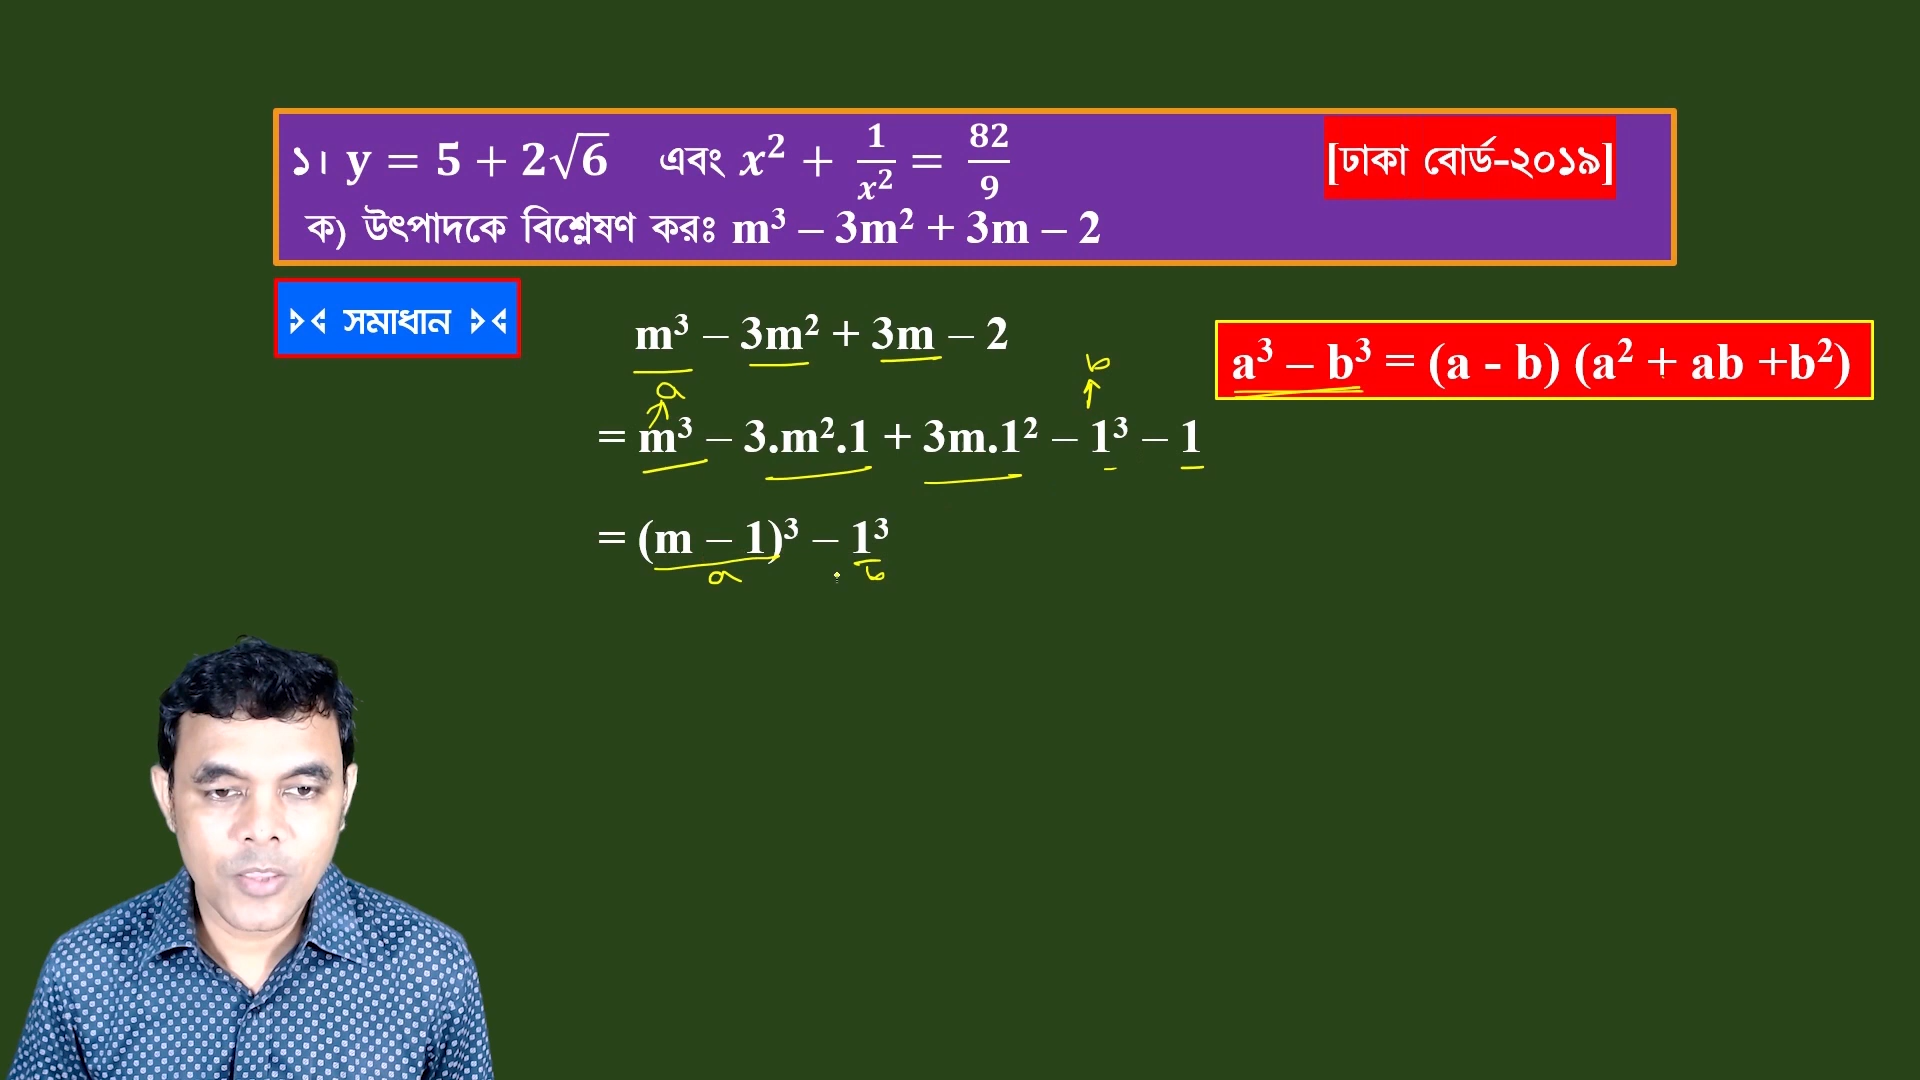 ১। y = 5 + 2√6 এবং x² + 1/x² = 82/9 [ঢাকা বোর্ড-২০১৯]
ক) উৎপাদকে বিশ্লেষণ করঃ m³ – 3m² + 3m – 2
সমাধান
m³ – 3m² + 3m – 2
a³ – b³ = (a - b) (a² + ab +b²)
a b
= m³ – 3.m².1 + 3m.1² – 1³ – 1
= (m – 1)³ – 1³
a b